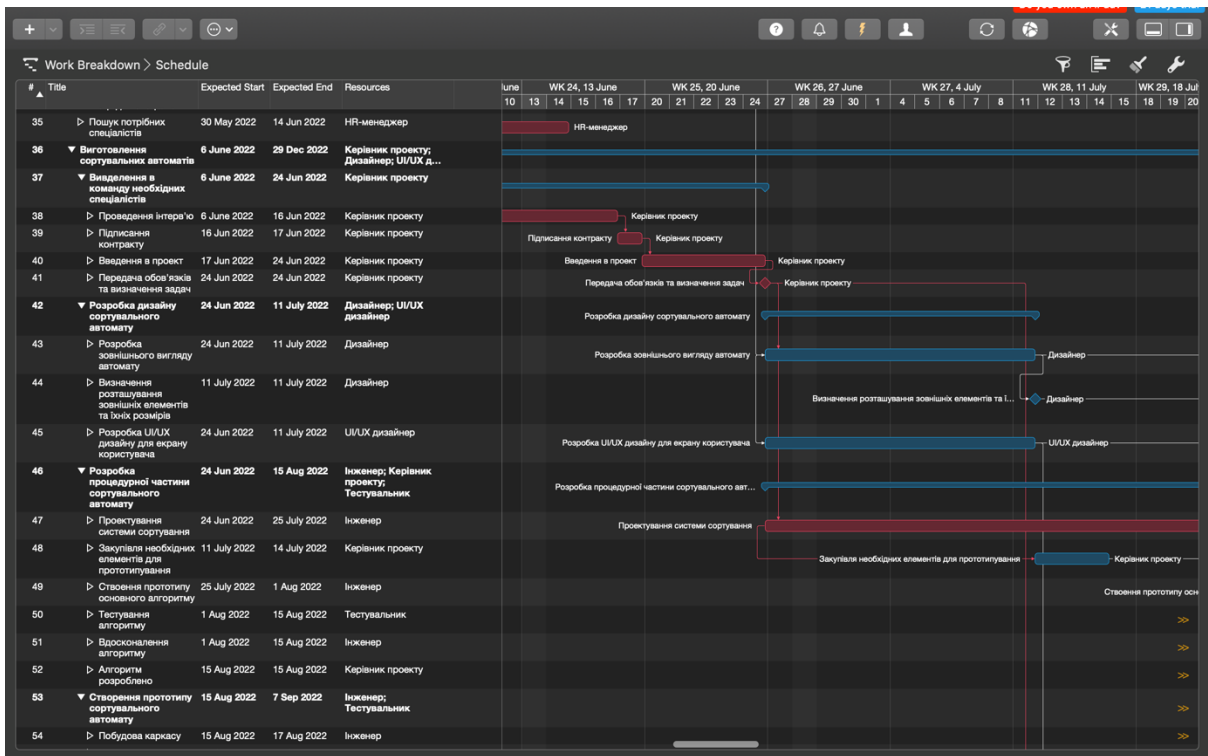 Work Breakdown > Schedule
# Title Expected Start Expected End Resources
June WK 24, 13 June WK 25, 20 June WK 26, 27 June WK 27, 4 July WK 28, 11 July WK 29, 18 Jul
10 13 14 15 16 17 20 21 22 23 24 27 28 29 30 1 4 5 6 7 8 11 12 13 14 15 18 19 20
35 Пошук потрібних 30 May 2022 14 Jun 2022 HR-менеджер
спеціалістів
HR-менеджер
36 Виготовлення 6 June 2022 29 Dec 2022 Керівник проекту;
сортувальних автоматів Дизайнер; UI/UX д...
37 Вивделення в 6 June 2022 24 Jun 2022 Керівник проекту
команду необхідних
спеціалістів
38 Проведення інтерв'ю 6 June 2022 16 Jun 2022 Керівник проекту
Керівник проекту
39 Підписання 16 Jun 2022 17 Jun 2022 Керівник проекту
контракту
Підписання контракту Керівник проекту
40 Введення в проект 17 Jun 2022 24 Jun 2022 Керівник проекту
Введення в проект Керівник проекту
41 Передача обов'язків 24 Jun 2022 24 Jun 2022 Керівник проекту
та визначення задач
Передача обов'язків та визначення задач Керівник проекту
42 Розробка дизайну 24 Jun 2022 11 July 2022 Дизайнер; UI/UX
сортувального дизайнер
автомату
Розробка дизайну сортувального автомату
43 Розробка 24 Jun 2022 11 July 2022 Дизайнер
зовнішнього вигляду
автомату
Розробка зовнішнього вигляду автомату Дизайнер
44 Визначення 11 July 2022 11 July 2022 Дизайнер
розташування
зовнішніх елементів
та їхніх розмірів
Визначення розташування зовнішніх елементів та ї... Дизайнер
45 Розробка UI/UX 24 Jun 2022 11 July 2022 UI/UX дизайнер
дизайну для екрану
користувача
Розробка UI/UX дизайну для екрану користувача UI/UX дизайнер
46 Розробка 24 Jun 2022 15 Aug 2022 Інженер; Керівник
процедурної частини проекту;
сортувального Тестувальник
автомату
Розробка процедурної частини сортувального авт...
47 Проектування 24 Jun 2022 25 July 2022 Інженер
системи сортування
Проектування системи сортування
48 Закупівля необхідних 11 July 2022 14 July 2022 Керівник проекту
елементів для
прототипування
Закупівля необхідних елементів для прототипування Керівник проекту
49 Ствоення прототипу 25 July 2022 1 Aug 2022 Інженер
основного алгоритму
Ствоення прототипу осн
50 Тестування 1 Aug 2022 15 Aug 2022 Тестувальник
алгоритму
51 Вдосконалення 1 Aug 2022 15 Aug 2022 Інженер
алгоритму
52 Алгоритм 15 Aug 2022 15 Aug 2022 Керівник проекту
розроблено
53 Створення прототипу 15 Aug 2022 7 Sep 2022 Інженер;
сортувального Тестувальник
автомату
54 Побудова каркасу 15 Aug 2022 17 Aug 2022 Інженер